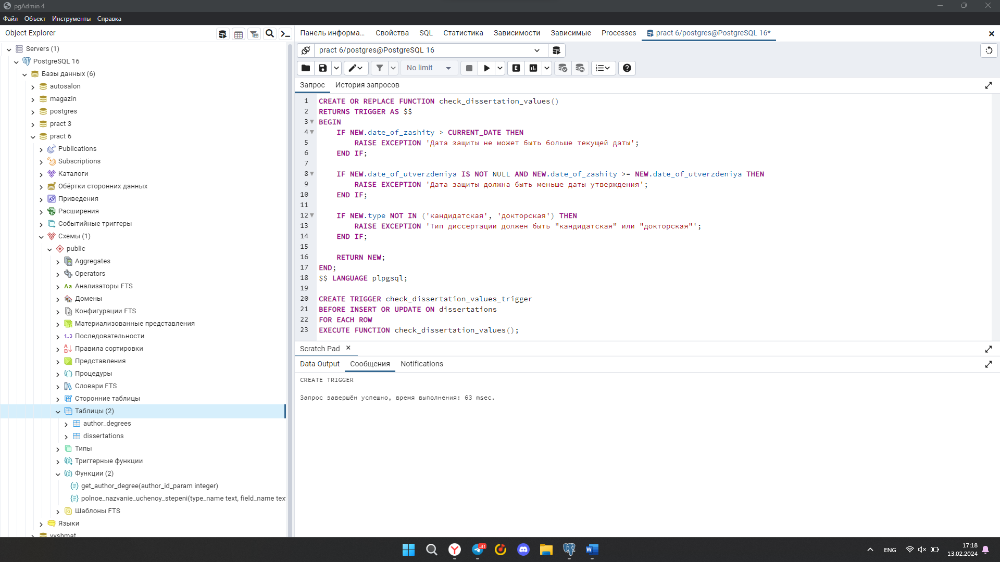 pgAdmin 4
Файл Объект Инструменты Справка
Object Explorer
Servers (1)
PostgreSQL 16
Базы данных (6)
autosalon
magazin
postgres
pract 3
pract 6
Publications
Subscriptions
Каталоги
Обёртки сторонних данных
Приведения
Расширения
Событийные триггеры
Схемы (1)
public
Aggregates
Operators
Aa Анализаторы FTS
Домены
Конфигурации FTS
Материализованные представления
1..3 Последовательности
Правила сортировки
Представления
Процедуры
Словари FTS
Сторонние таблицы
Таблицы (2)
author_degrees
dissertations
Типы
Триггерные функции
Функции (2)
get_author_degree(author_id_param integer)
polnoe_nazvanie_uchenoy_stepeni(type_name text, field_name tex
Шаблоны FTS
Языки
vyshmat
Панель информа... Свойства SQL Статистика Зависимости Зависимые Processes pract 6/postgres@PostgreSQL 16*
pract 6/postgres@PostgreSQL 16
No limit
Запрос История запросов
1 CREATE OR REPLACE FUNCTION check_dissertation_values()
2 RETURNS TRIGGER AS $$
3 BEGIN
4 IF NEW.date_of_zashity > CURRENT_DATE THEN
5 RAISE EXCEPTION 'Дата защиты не может быть больше текущей даты';
6 END IF;
7
8 IF NEW.date_of_utverzdeniya IS NOT NULL AND NEW.date_of_zashity >= NEW.date_of_utverzdeniya THEN
9 RAISE EXCEPTION 'Дата защиты должна быть меньше даты утверждения';
10 END IF;
11
12 IF NEW.type NOT IN ('кандидатская', 'докторская') THEN
13 RAISE EXCEPTION 'Тип диссертации должен быть "кандидатская" или "докторская"';
14 END IF;
15
16 RETURN NEW;
17 END;
18 $$ LANGUAGE plpgsql;
19
20 CREATE TRIGGER check_dissertation_values_trigger
21 BEFORE INSERT OR UPDATE ON dissertations
22 FOR EACH ROW
23 EXECUTE FUNCTION check_dissertation_values();
Scratch Pad
Data Output Сообщения Notifications
CREATE TRIGGER
Запрос завершён успешно, время выполнения: 63 msec.
31
ENG
17:18
13.02.2024